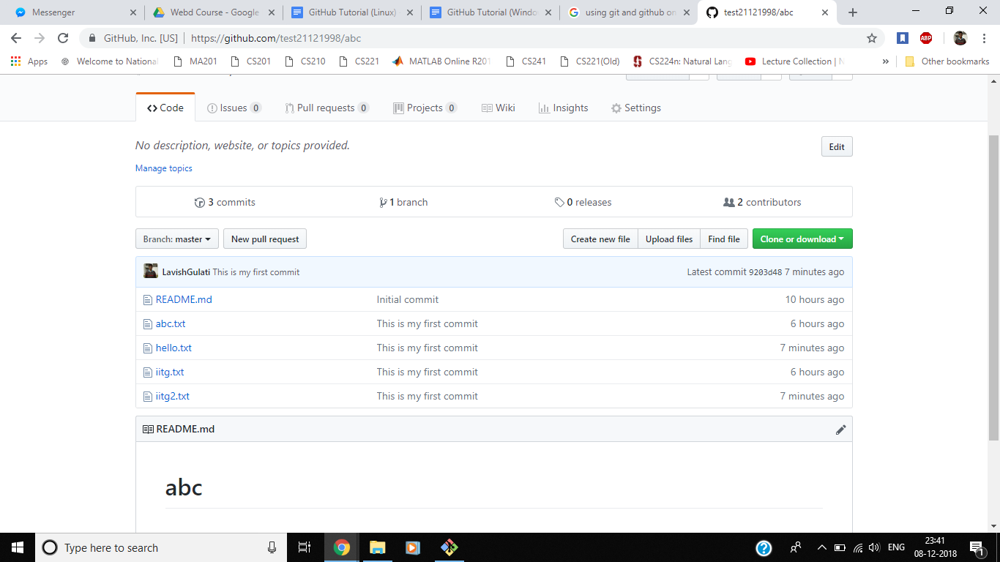 Messenger
Webd Course - Google
GitHub Tutorial (Linux)
GitHub Tutorial (Windo
using git and github on
test21121998/abc
GitHub, Inc. [US] | https://github.com/test21121998/abc
ABP
Apps
Welcome to National
MA201
CS201
CS210
CS221
MATLAB Online R201
CS241
CS221(Old)
CS224n: Natural Lang
Lecture Collection | N
»
Other bookmarks
Code
Issues 0
Pull requests 0
Projects 0
Wiki
Insights
Settings
No description, website, or topics provided.
Edit
Manage topics
3 commits
1 branch
0 releases
2 contributors
Branch: master
New pull request
Create new file
Upload files
Find file
Clone or download
LavishGulati This is my first commit
Latest commit 9203d48 7 minutes ago
README.md Initial commit 10 hours ago
abc.txt This is my first commit 6 hours ago
hello.txt This is my first commit 7 minutes ago
iitg.txt This is my first commit 6 hours ago
iitg2.txt This is my first commit 7 minutes ago
README.md
abc
Type here to search
ENG
23:41
08-12-2018
1